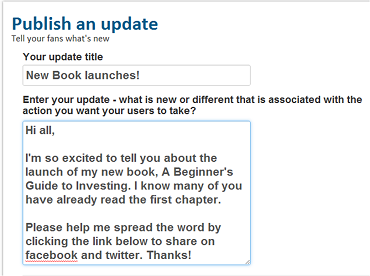 Publish an update
Tell your fans what's new
Your update title
New Book launches!
Enter your update - what is new or different that is associated with the
action you want your users to take?
Hi all,
I'm so excited to tell you about the
launch of my new book, A Beginner's
Guide to Investing. I know many of you
have already read the first chapter.
Please help me spread the word by
clicking the link below to share on
facebook and twitter. Thanks!